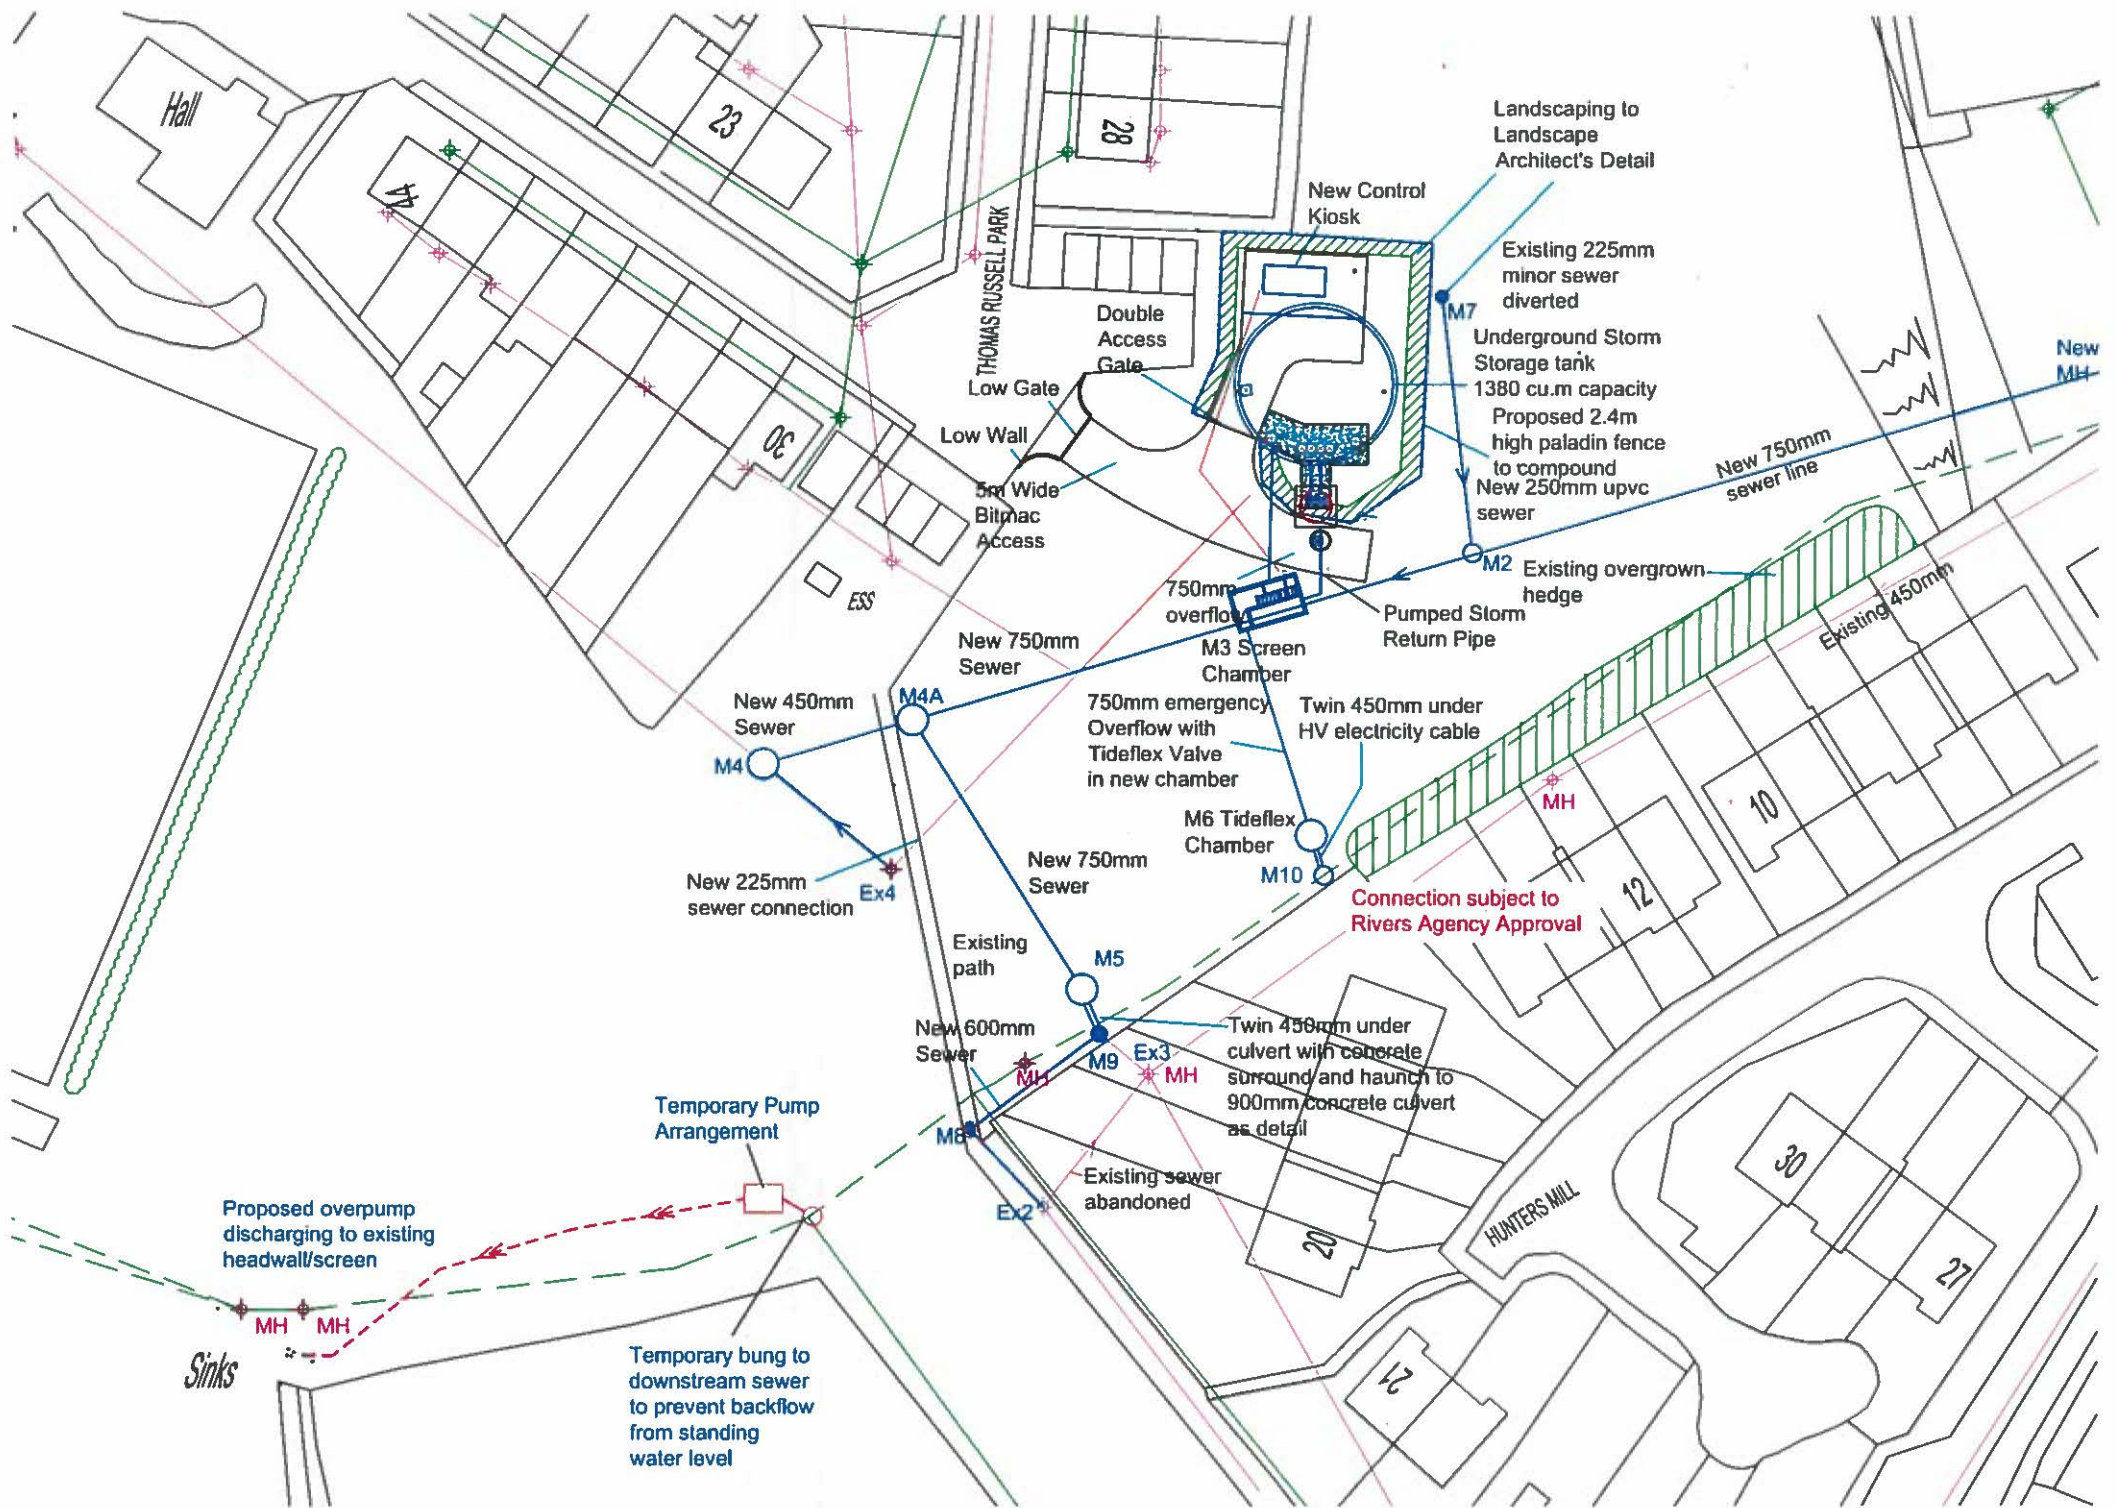 Hall
23
28
44
30
THOMAS RUSSELL PARK
Landscaping to
Landscape
Architect's Detail
New Control
Kiosk
Existing 225mm
minor sewer
diverted
M7
Double
Access
Gate
Underground Storm
Storage tank
1380 cu.m capacity
New
MH
Low Gate
Low Wall
Proposed 2.4m
high paladin fence
to compound
New 250mm upvc
sewer
New 750mm
sewer line
5m Wide
Bitmac
Access
M2
Existing overgrown
hedge
Existing 450mm
ESS
750mm
overflow
Pumped Storm
Return Pipe
New 750mm
Sewer
M3 Screen
Chamber
New 450mm
Sewer
M4A
M4
750mm emergency
Overflow with
Tideflex Valve
in new chamber
Twin 450mm under
HV electricity cable
MH
10
12
M6 Tideflex
Chamber
M10
New 225mm
sewer connection
Ex4
New 750mm
Sewer
Connection subject to
Rivers Agency Approval
Existing
path
M5
New 600mm
Sewer
MH
M9
Ex3
MH
Twin 450mm under
culvert with concrete
surround and haunch to
900mm concrete culvert
as detail
M8
Temporary Pump
Arrangement
Existing sewer
abandoned
Ex2
Proposed overpump
discharging to existing
headwall/screen
20
HUNTERS MILL
30
27
21
MH
MH
Sinks
Temporary bung to
downstream sewer
to prevent backflow
from standing
water level